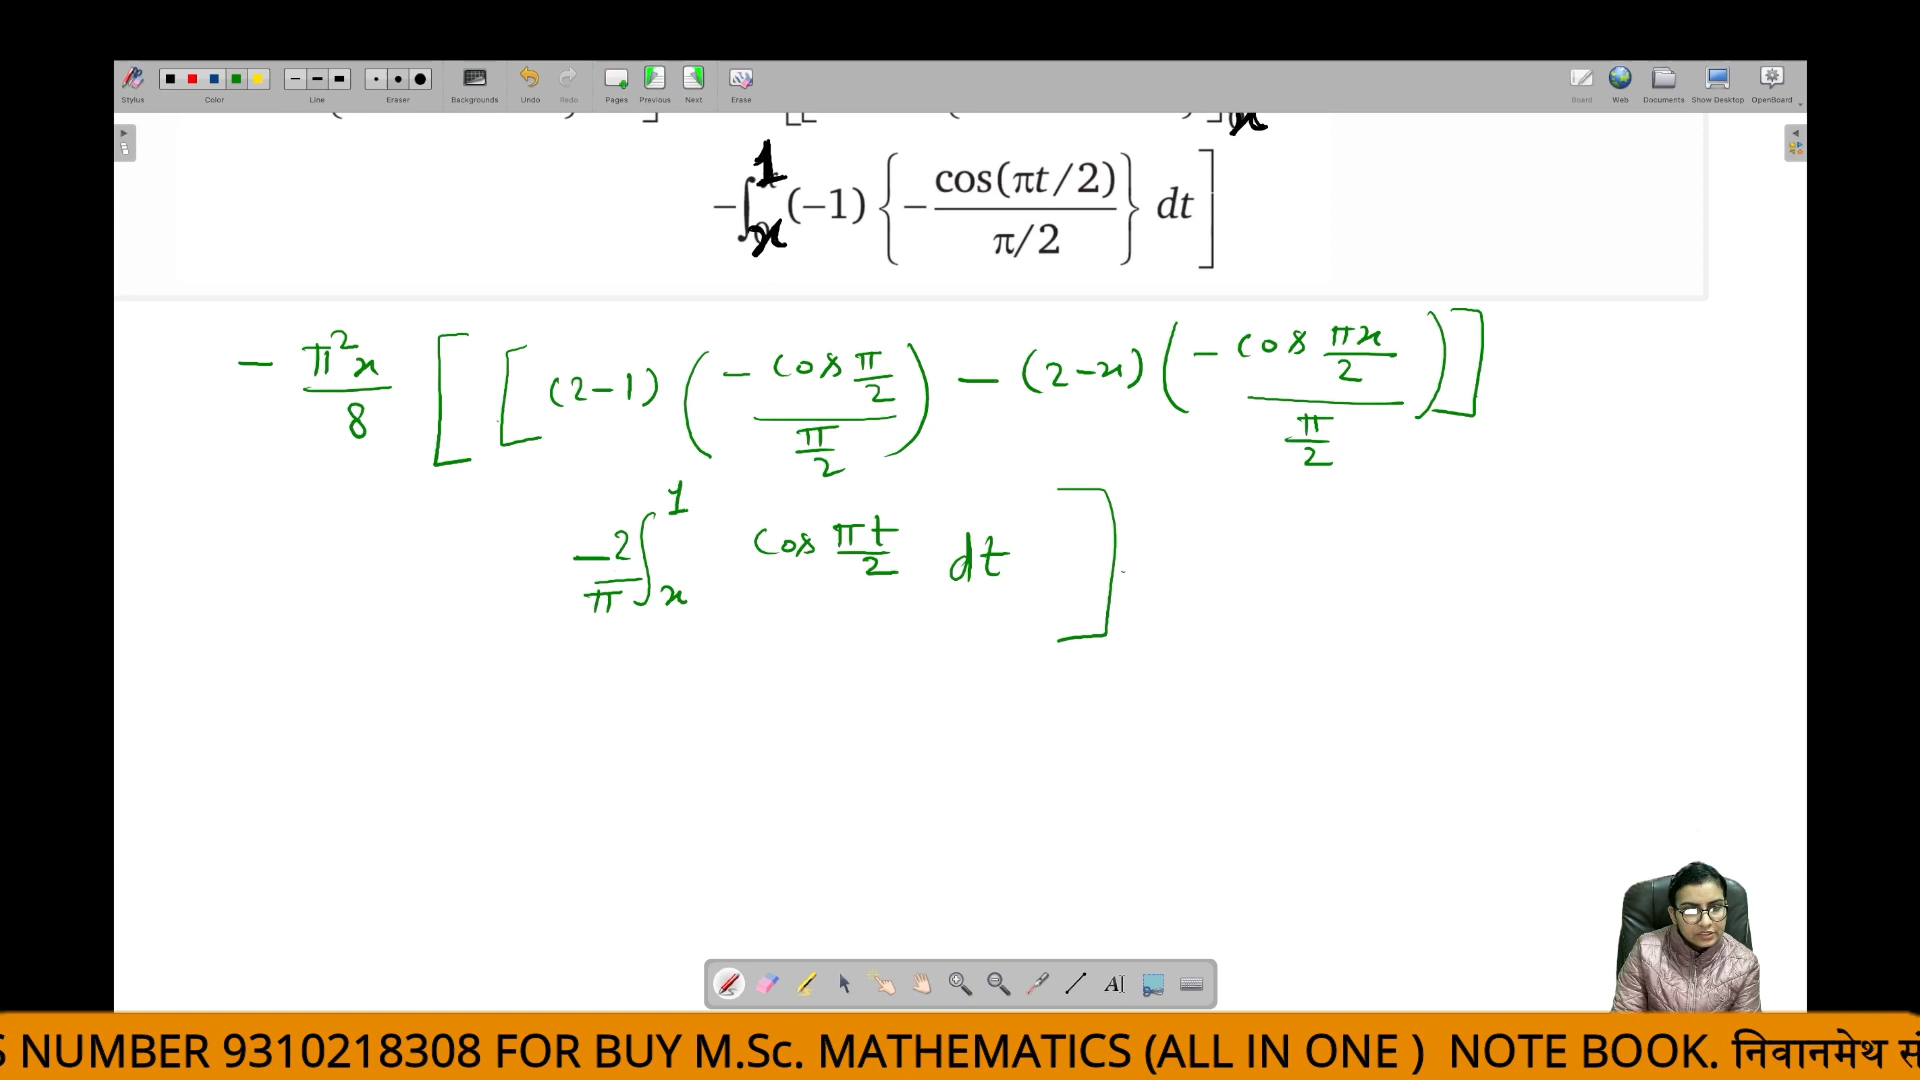 Stylus Color Line Eraser Backgrounds Undo Redo Pages Previous Next Erase Board Web Documents Show Desktop OpenBoard
-∫_x^1 (-1) {- cos(πt/2) / π/2} dt]
- π²x/8 [ [ (2-1) ( - cos π/2 / π/2 ) - (2-x) ( - cos πx/2 / π/2 ) ]
-2/π ∫_x^1 cos πt/2 dt ]
NUMBER 9310218308 FOR BUY M.Sc. MATHEMATICS (ALL IN ONE ) NOTE BOOK. निवानमेथ